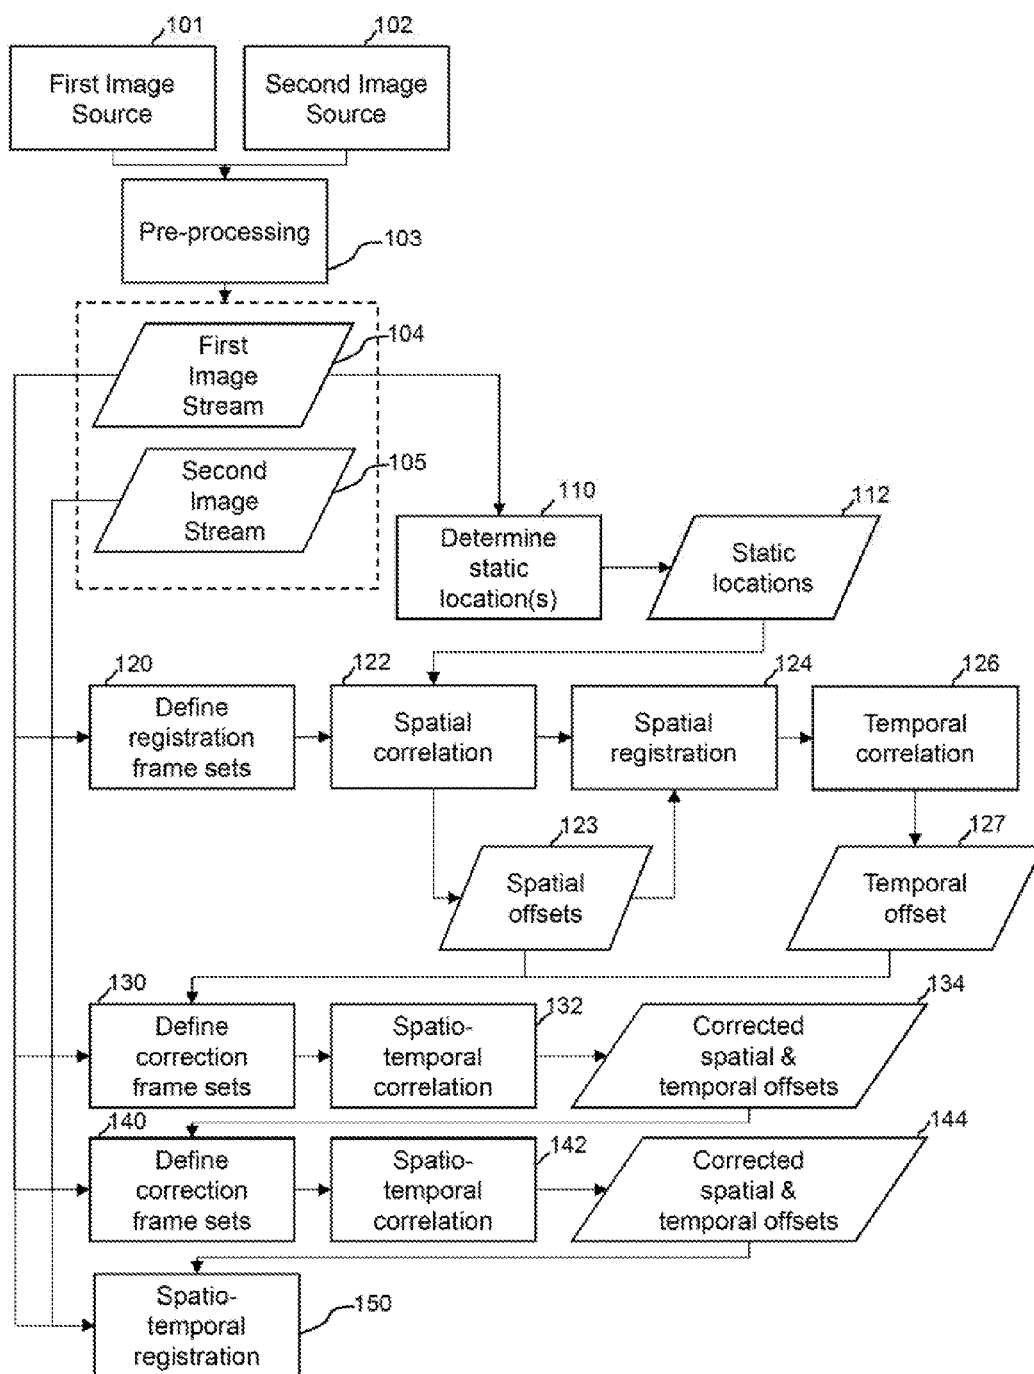 101
102
First Image
Source
Second Image
Source
Pre-processing
103
First
Image
Stream
104
Second
Image
Stream
105
110
Determine
static
location(s)
112
Static
locations
120
Define
registration
frame sets
122
Spatial
correlation
124
Spatial
registration
126
Temporal
correlation
123
Spatial
offsets
127
Temporal
offset
130
Define
correction
frame sets
132
Spatio-
temporal
correlation
134
Corrected
spatial &
temporal offsets
140
Define
correction
frame sets
142
Spatio-
temporal
correlation
144
Corrected
spatial &
temporal offsets
Spatio-
temporal
registration
150